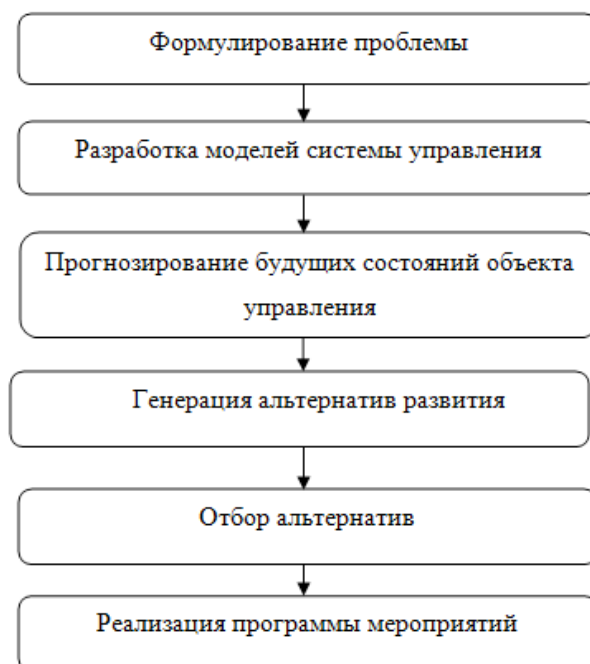 Формулирование проблемы
Разработка моделей системы управления
Прогнозирование будущих состояний объекта
управления
Генерация альтернатив развития
Отбор альтернатив
Реализация программы мероприятий